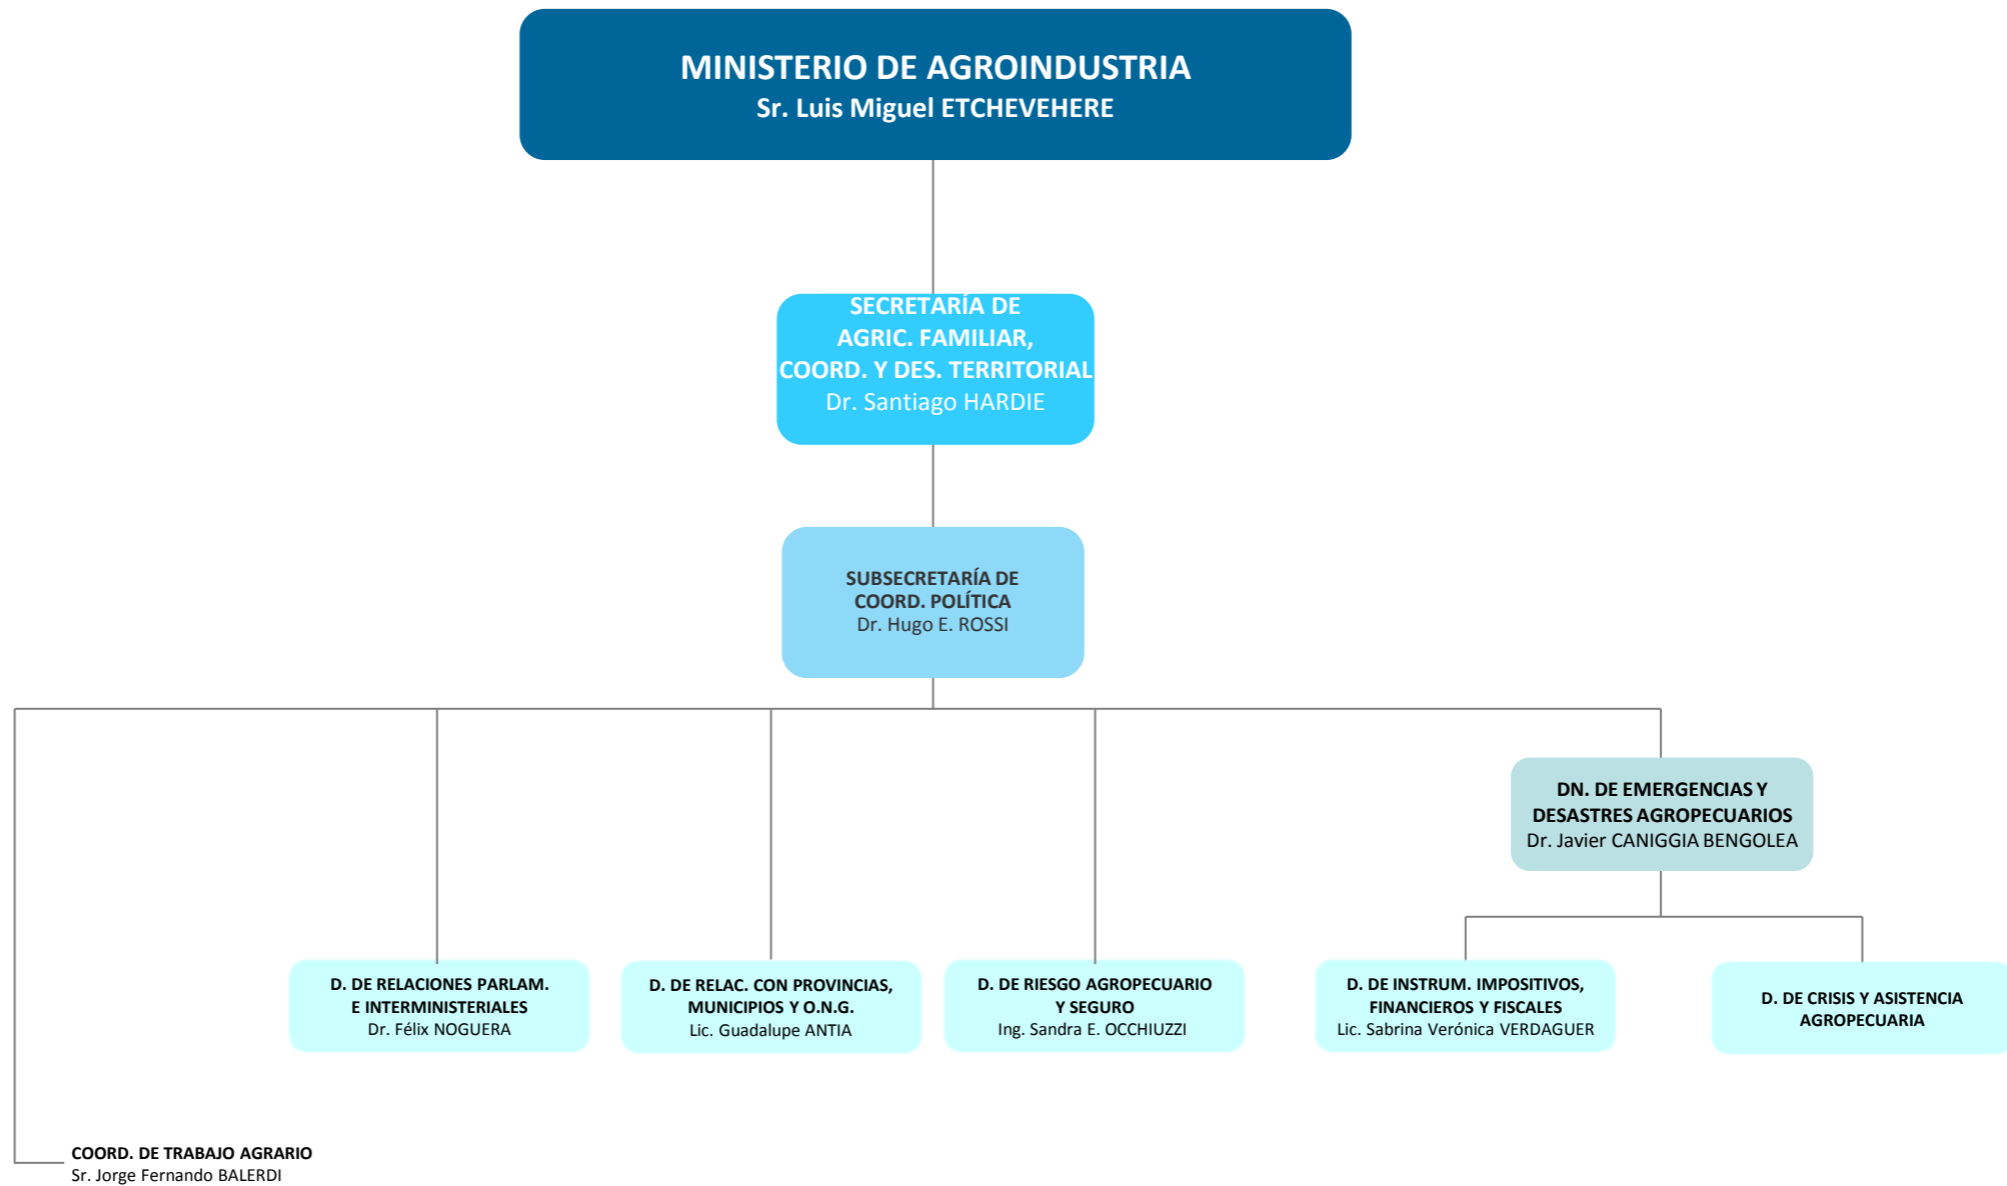 MINISTERIO DE AGROINDUSTRIA
Sr. Luis Miguel ETCHEVEHERE
SECRETARÍA DE
AGRIC. FAMILIAR,
COORD. Y DES. TERRITORIAL
Dr. Santiago HARDIE
SUBSECRETARÍA DE
COORD. POLÍTICA
Dr. Hugo E. ROSSI
DN. DE EMERGENCIAS Y
DESASTRES AGROPECUARIOS
Dr. Javier CANIGGIA BENGOLEA
D. DE RELACIONES PARLAM.
E INTERMINISTERIALES
Dr. Félix NOGUERA
D. DE RELAC. CON PROVINCIAS,
MUNICIPIOS Y O.N.G.
Lic. Guadalupe ANTIA
D. DE RIESGO AGROPECUARIO
Y SEGURO
Ing. Sandra E. OCCHIUZZI
D. DE INSTRUM. IMPOSITIVOS,
FINANCIEROS Y FISCALES
Lic. Sabrina Verónica VERDAGUER
D. DE CRISIS Y ASISTENCIA
AGROPECUARIA
COORD. DE TRABAJO AGRARIO
Sr. Jorge Fernando BALERDI